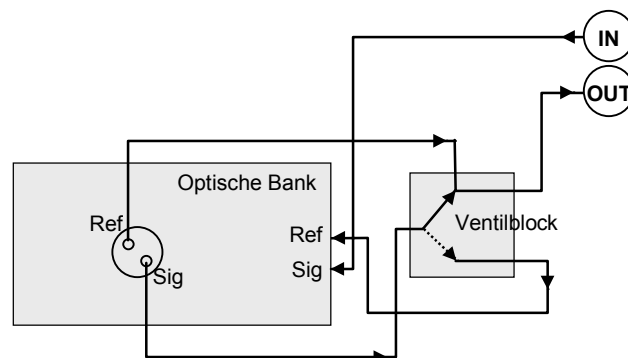 IN
OUT
Optische Bank
Ref
Ref
Ventilblock
Sig
Sig